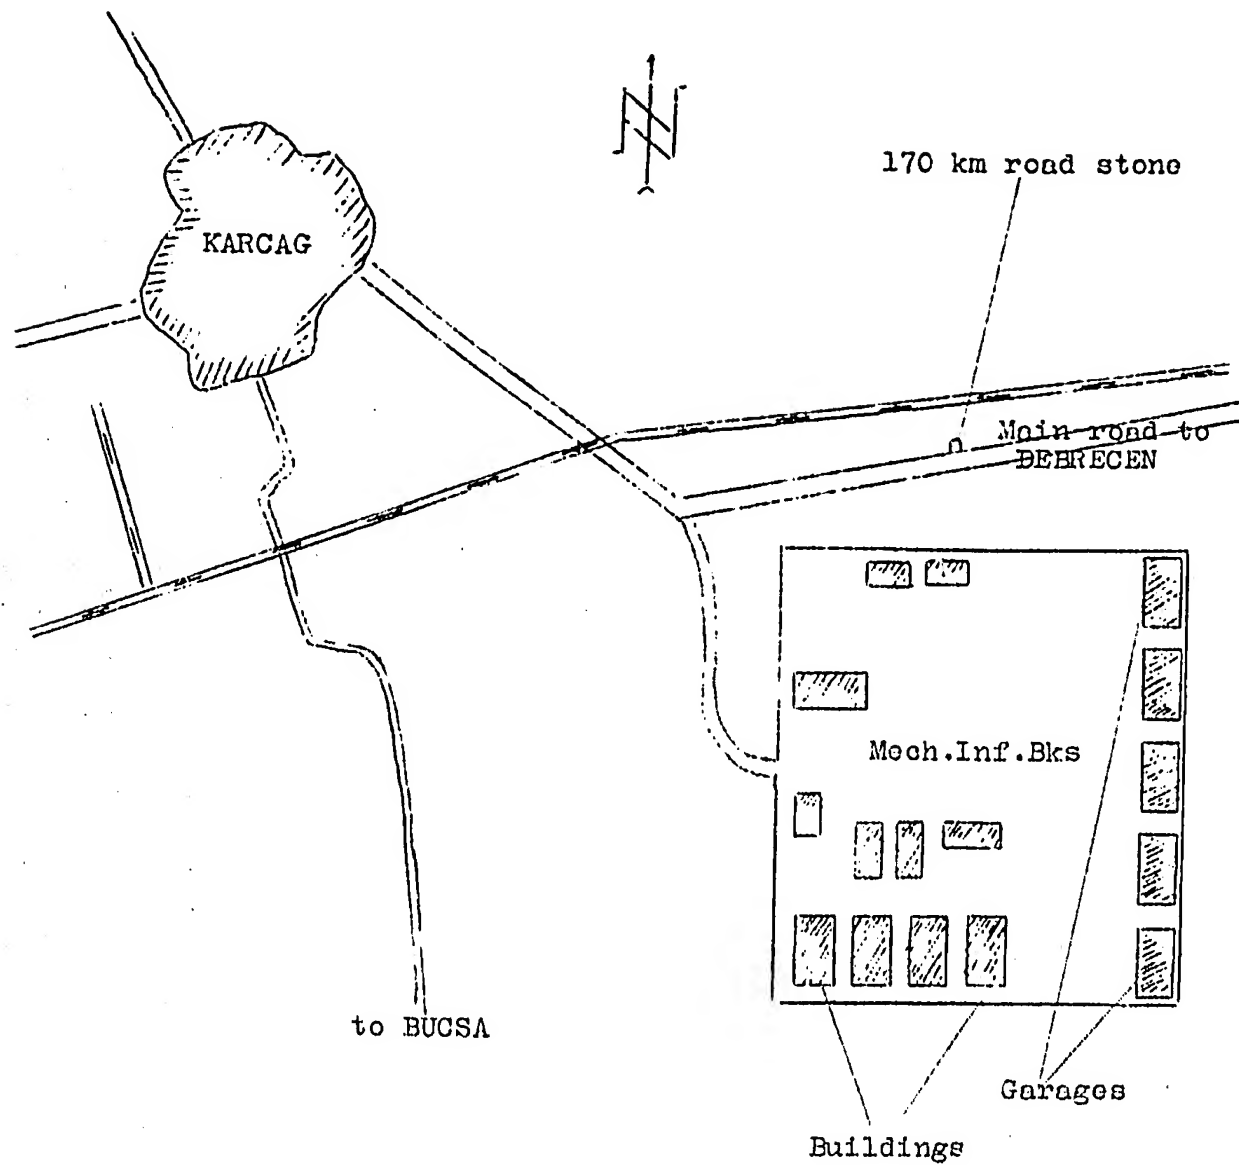 170 km road stone
KARCAG
Main road to
DEBRECEN
Mech.Inf.Bks
to BUCSA
Garages
Buildings